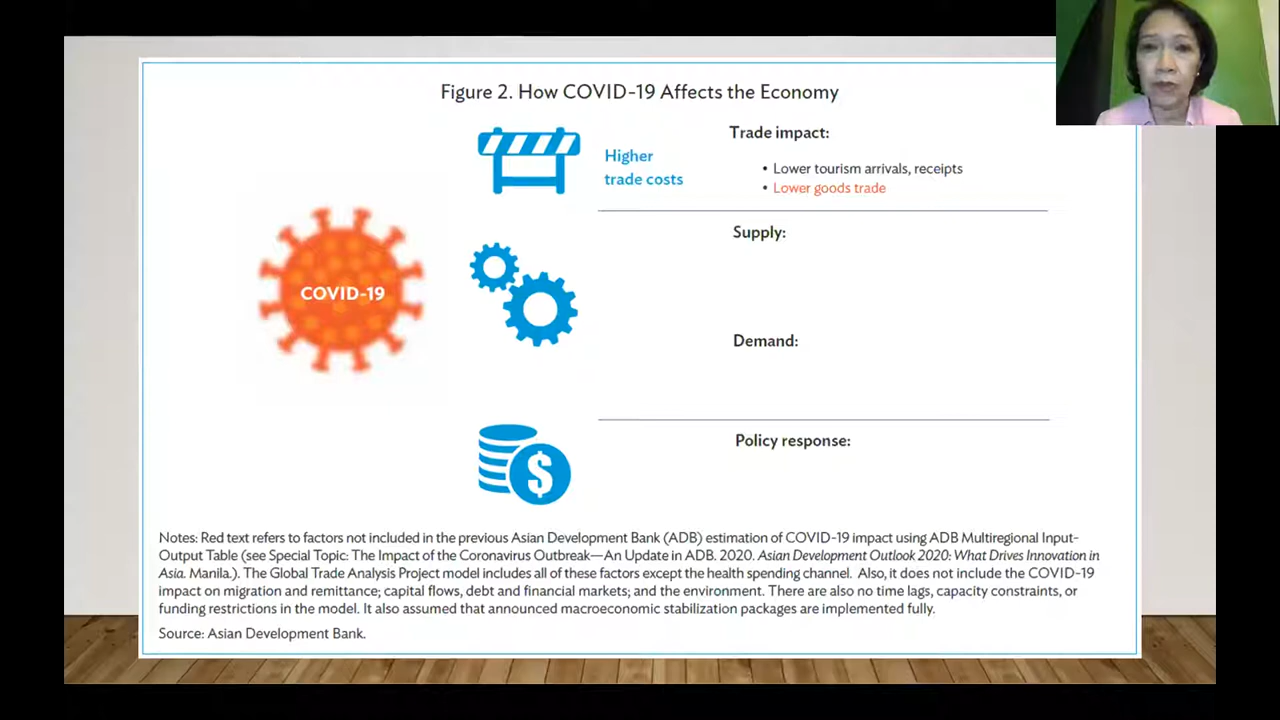 Figure 2. How COVID-19 Affects the Economy
Higher
trade costs
Trade impact:
• Lower tourism arrivals, receipts
• Lower goods trade
COVID-19
Supply:
Demand:
Policy response:
Notes: Red text refers to factors not included in the previous Asian Development Bank (ADB) estimation of COVID-19 impact using ADB Multiregional Input-
Output Table (see Special Topic: The Impact of the Coronavirus Outbreak—An Update in ADB. 2020. Asian Development Outlook 2020: What Drives Innovation in
Asia. Manila.). The Global Trade Analysis Project model includes all of these factors except the health spending channel. Also, it does not include the COVID-19
impact on migration and remittance; capital flows, debt and financial markets; and the environment. There are also no time lags, capacity constraints, or
funding restrictions in the model. It also assumed that announced macroeconomic stabilization packages are implemented fully.
Source: Asian Development Bank.
$